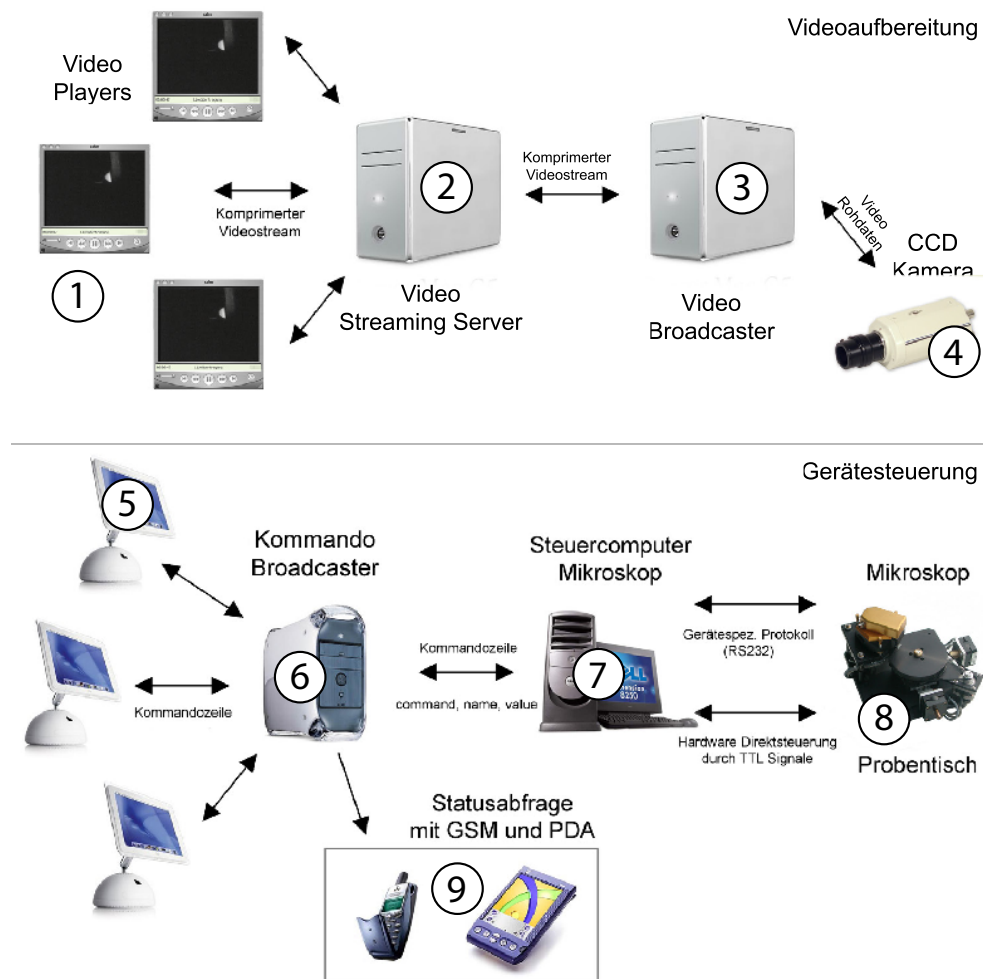 Videoaufbereitung
Video
Players
1
Komprimerter
Videostream
2
Video
Streaming Server
Komprimerter
Videostream
3
Video
Broadcaster
Video
Rohdaten
CCD
Kamera
4
Gerätesteuerung
5
Kommando
Broadcaster
Kommandozeile
6
Kommandozeile
command, name, value
Steuercomputer
Mikroskop
7
Gerätespez. Protokoll
(RS232)
Hardware Direktsteuerung
durch TTL Signale
Mikroskop
8
Probentisch
Statusabfrage
mit GSM und PDA
9